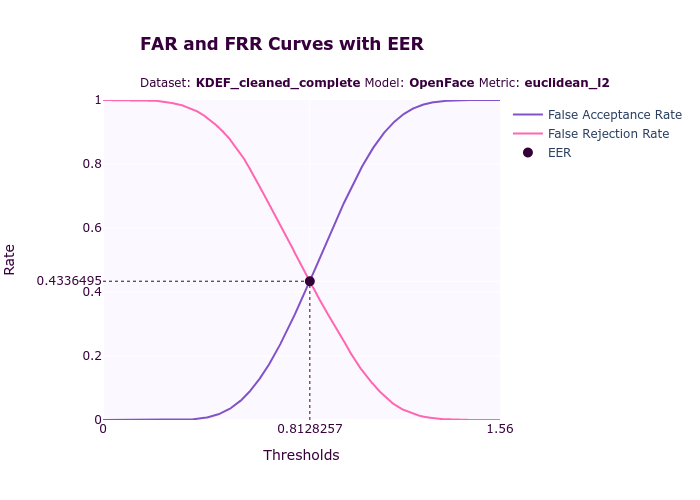 FAR and FRR Curves with EER
Dataset: KDEF_cleaned_complete Model: OpenFace Metric: euclidean_l2
1
0.8
0.6
0.4336495
0.4
0.2
0
Rate
0
0.8128257
1.56
Thresholds
False Acceptance Rate
False Rejection Rate
EER